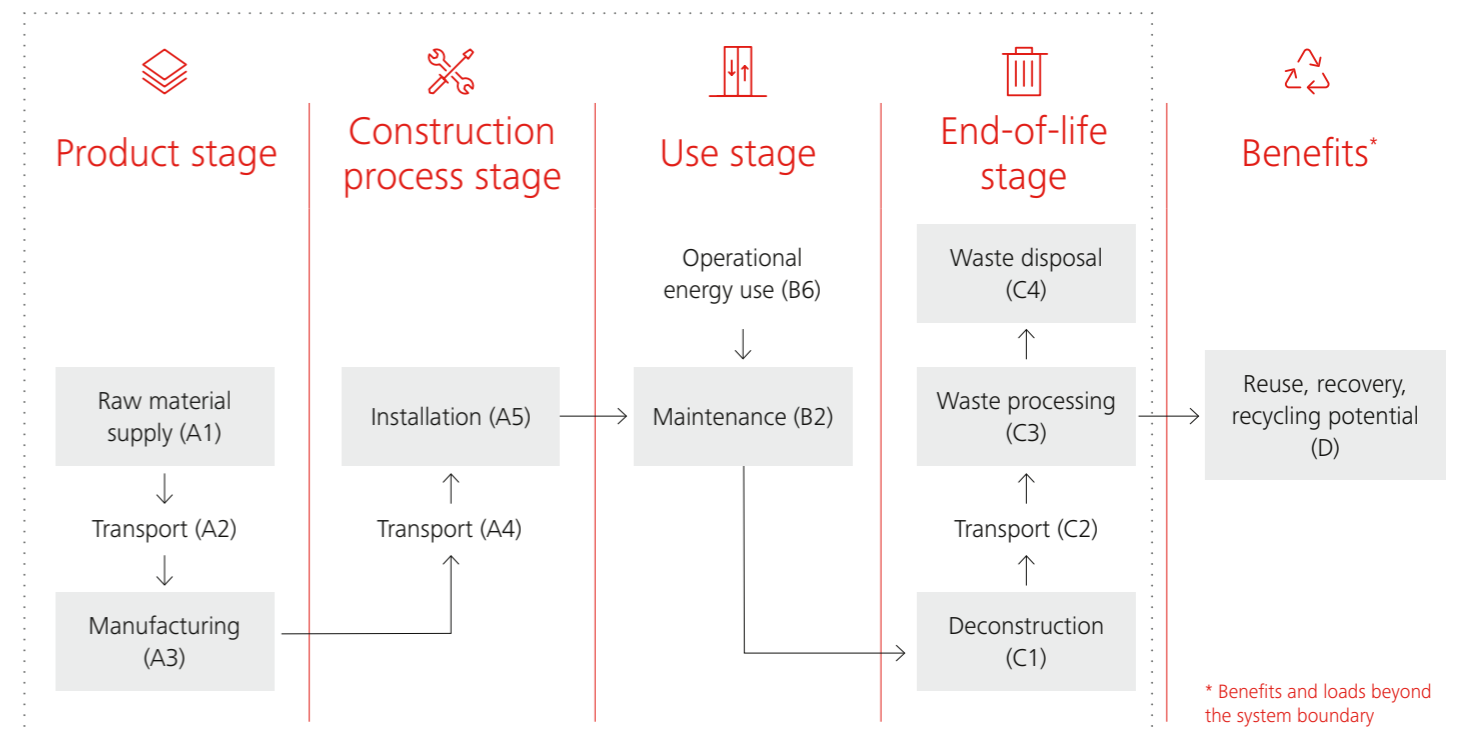 Product stage
Raw material
supply (A1)
Transport (A2)
Manufacturing
(A3)
Construction
process stage
Installation (A5)
Transport (A4)
Use stage
Operational
energy use (B6)
Maintenance (B2)
End-of-life
stage
Waste disposal
(C4)
Waste processing
(C3)
Transport (C2)
Deconstruction
(C1)
Benefits*
Reuse, recovery,
recycling potential
(D)
* Benefits and loads beyond
the system boundary